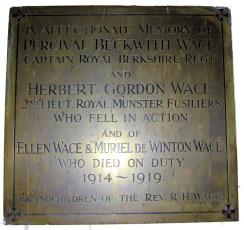 IN AFFECTIONATE MEMORY OF
PERCIVAL BECKWITH WACE
CAPTAIN ROYAL BERKSHIRE REGT
AND
HERBERT GORDON WACE
2ND LIEUT. ROYAL MUNSTER FUSILIERS
WHO FELL IN ACTION
AND OF
ELLEN WACE & MURIEL DE WINTON WACE
WHO DIED ON DUTY
1914~1919.
GRANDCHILDREN OF THE REV. R.H. WACE